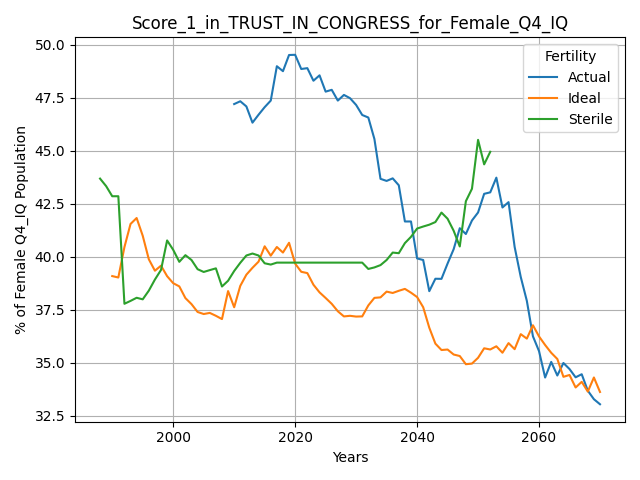 Score_1_in_TRUST_IN_CONGRESS_for_Female_Q4_IQ
50.0
47.5
45.0
42.5
40.0
37.5
35.0
32.5
% of Female Q4_IQ Population
Fertility
Actual
Ideal
Sterile
2000
2020
2040
2060
Years